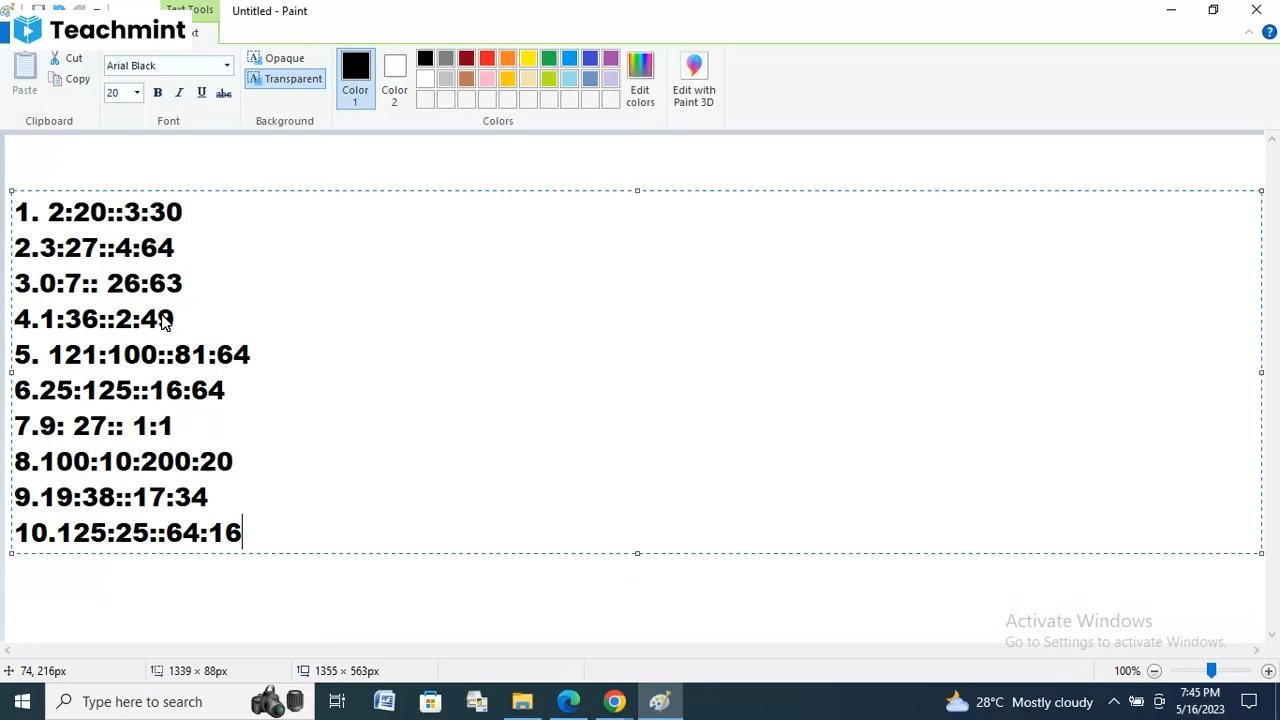 Text Tools
Untitled - Paint
Teachmint
Cut
Copy
Paste
Clipboard
Arial Black
20
B I U abc
Font
Opaque
Transparent
Background
Color 1
Color 2
Edit colors
Colors
Edit with Paint 3D
1. 2:20::3:30
2.3:27::4:64
3.0:7:: 26:63
4.1:36::2:49
5. 121:100::81:64
6.25:125::16:64
7.9: 27:: 1:1
8.100:10:200:20
9.19:38::17:34
10.125:25::64:16
Activate Windows
Go to Settings to activate Windows.
74, 216px
1339 × 88px
1355 × 563px
100%
Type here to search
28°C Mostly cloudy
7:45 PM
5/16/2023